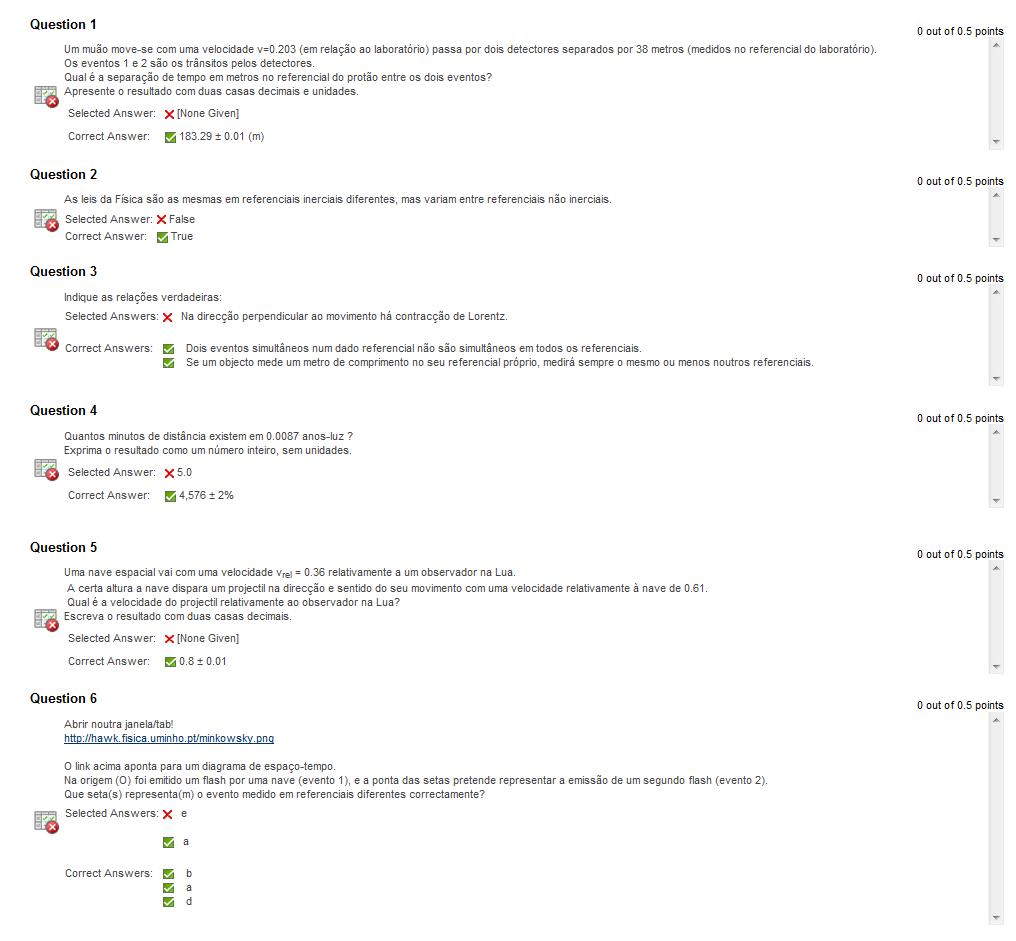 Question 1
0 out of 0.5 points
Um muão move-se com uma velocidade v=0.203 (em relação ao laboratório) passa por dois detectores separados por 38 metros (medidos no referencial do laboratório).
Os eventos 1 e 2 são os trânsitos pelos detectores.
Qual é a separação de tempo em metros no referencial do protão entre os dois eventos?
Apresente o resultado com duas casas decimais e unidades.
Selected Answer: [None Given]
Correct Answer: 183.29 ± 0.01 (m)
Question 2
0 out of 0.5 points
As leis da Física são as mesmas em referenciais inerciais diferentes, mas variam entre referenciais não inerciais.
Selected Answer: False
Correct Answer: True
Question 3
0 out of 0.5 points
Indique as relações verdadeiras:
Selected Answers: Na direcção perpendicular ao movimento há contracção de Lorentz.
Correct Answers: Dois eventos simultâneos num dado referencial não são simultâneos em todos os referenciais.
Se um objecto mede um metro de comprimento no seu referencial próprio, medirá sempre o mesmo ou menos noutros referenciais.
Question 4
0 out of 0.5 points
Quantos minutos de distância existem em 0.0087 anos-luz ?
Exprima o resultado como um número inteiro, sem unidades.
Selected Answer: 5.0
Correct Answer: 4,576 ± 2%
Question 5
0 out of 0.5 points
Uma nave espacial vai com uma velocidade vrel = 0.36 relativamente a um observador na Lua.
A certa altura a nave dispara um projectil na direcção e sentido do seu movimento com uma velocidade relativamente à nave de 0.61.
Qual é a velocidade do projectil relativamente ao observador na Lua?
Escreva o resultado com duas casas decimais.
Selected Answer: [None Given]
Correct Answer: 0.8 ± 0.01
Question 6
0 out of 0.5 points
Abrir noutra janela/tab!
http://hawk.fisica.uminho.pt/minkowsky.png
O link acima aponta para um diagrama de espaço-tempo.
Na origem (O) foi emitido um flash por uma nave (evento 1), e a ponta das setas pretende representar a emissão de um segundo flash (evento 2).
Que seta(s) representa(m) o evento medido em referenciais diferentes correctamente?
Selected Answers: e
a
Correct Answers: b
a
d